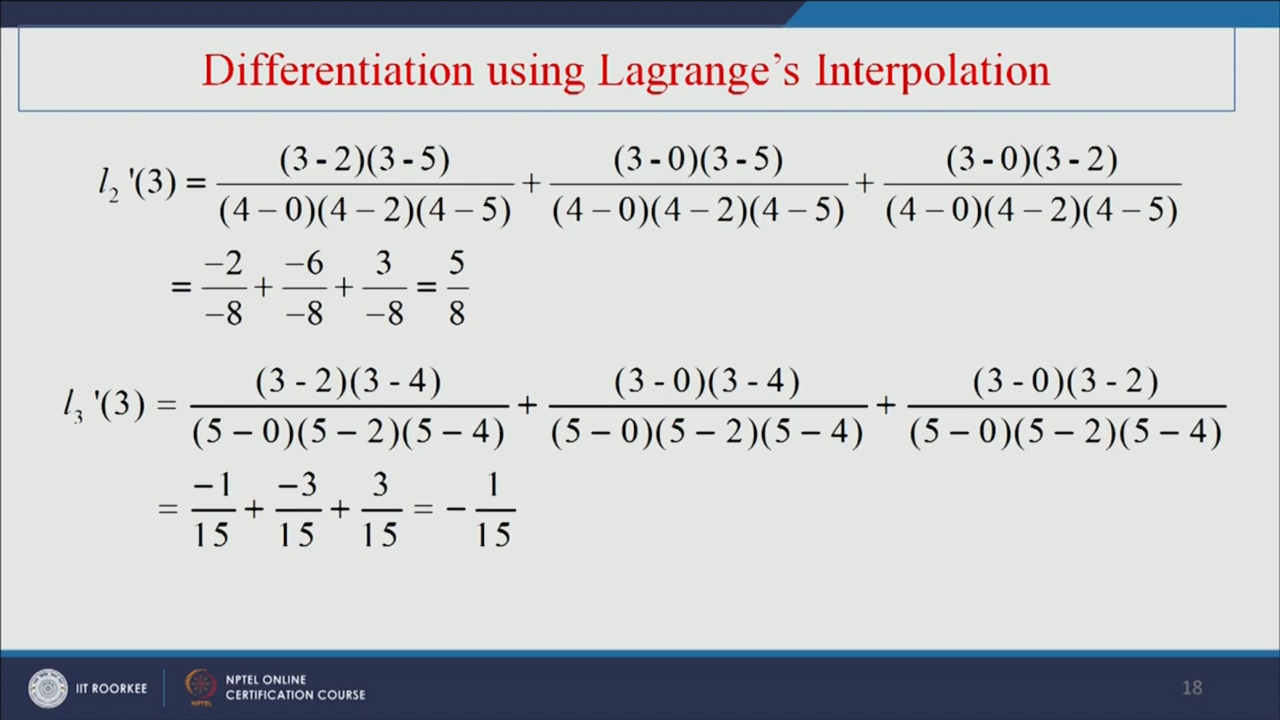 Differentiation using Lagrange's Interpolation
l₂ '(3) = (3 - 2)(3 - 5)/(4 – 0)(4 – 2)(4 – 5) + (3 - 0)(3 - 5)/(4 – 0)(4 – 2)(4 – 5) + (3 - 0)(3 - 2)/(4 – 0)(4 – 2)(4 – 5)
= –2/–8 + –6/–8 + 3/–8 = 5/8
l₃ '(3) = (3 - 2)(3 - 4)/(5 – 0)(5 – 2)(5 – 4) + (3 - 0)(3 - 4)/(5 – 0)(5 – 2)(5 – 4) + (3 - 0)(3 - 2)/(5 – 0)(5 – 2)(5 – 4)
= –1/15 + –3/15 + 3/15 = – 1/15
IIT ROORKEE
NPTEL
NPTEL ONLINE
CERTIFICATION COURSE
18